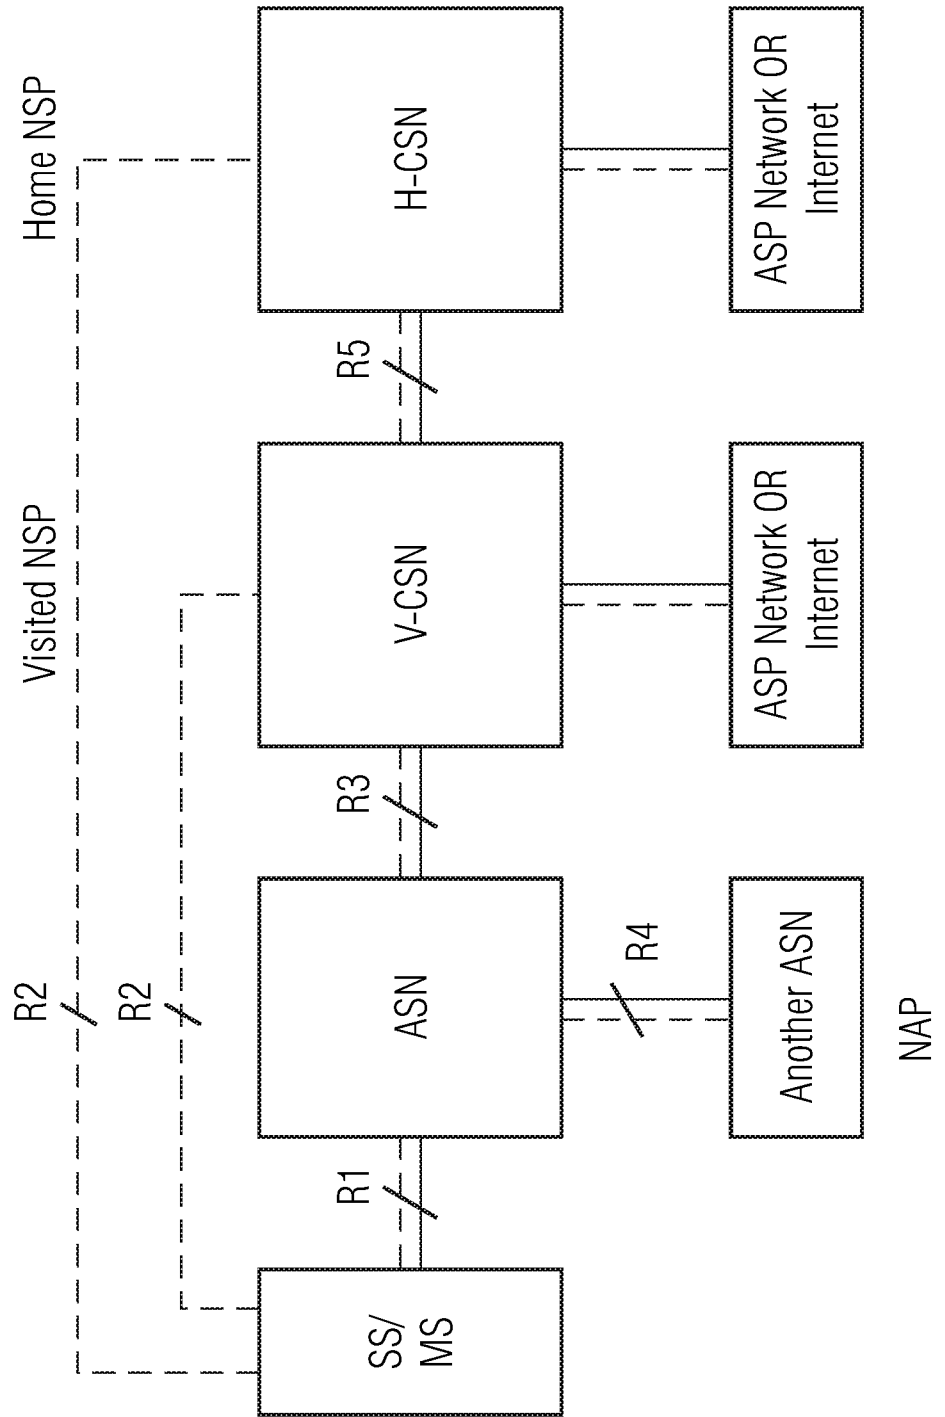 Visited NSP
Home NSP
R2
R2
SS/
MS
R1
ASN
R3
V-CSN
R5
H-CSN
R4
Another ASN
ASP Network OR
Internet
ASP Network OR
Internet
NAP